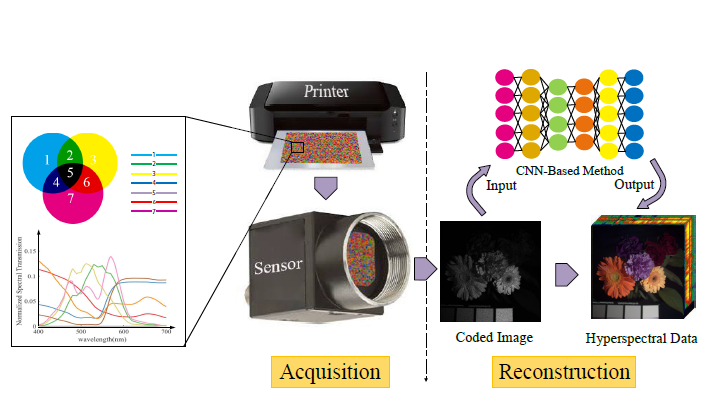 Printer
1
2
3
5
4
6
7
1
2
3
4
5
6
7
Normalized Spectral Transmission
0.15
0.1
0.05
0
400
500
600
700
wavelength(nm)
Sensor
Acquisition
CNN-Based Method
Input
Output
Coded Image
Hyperspectral Data
Reconstruction